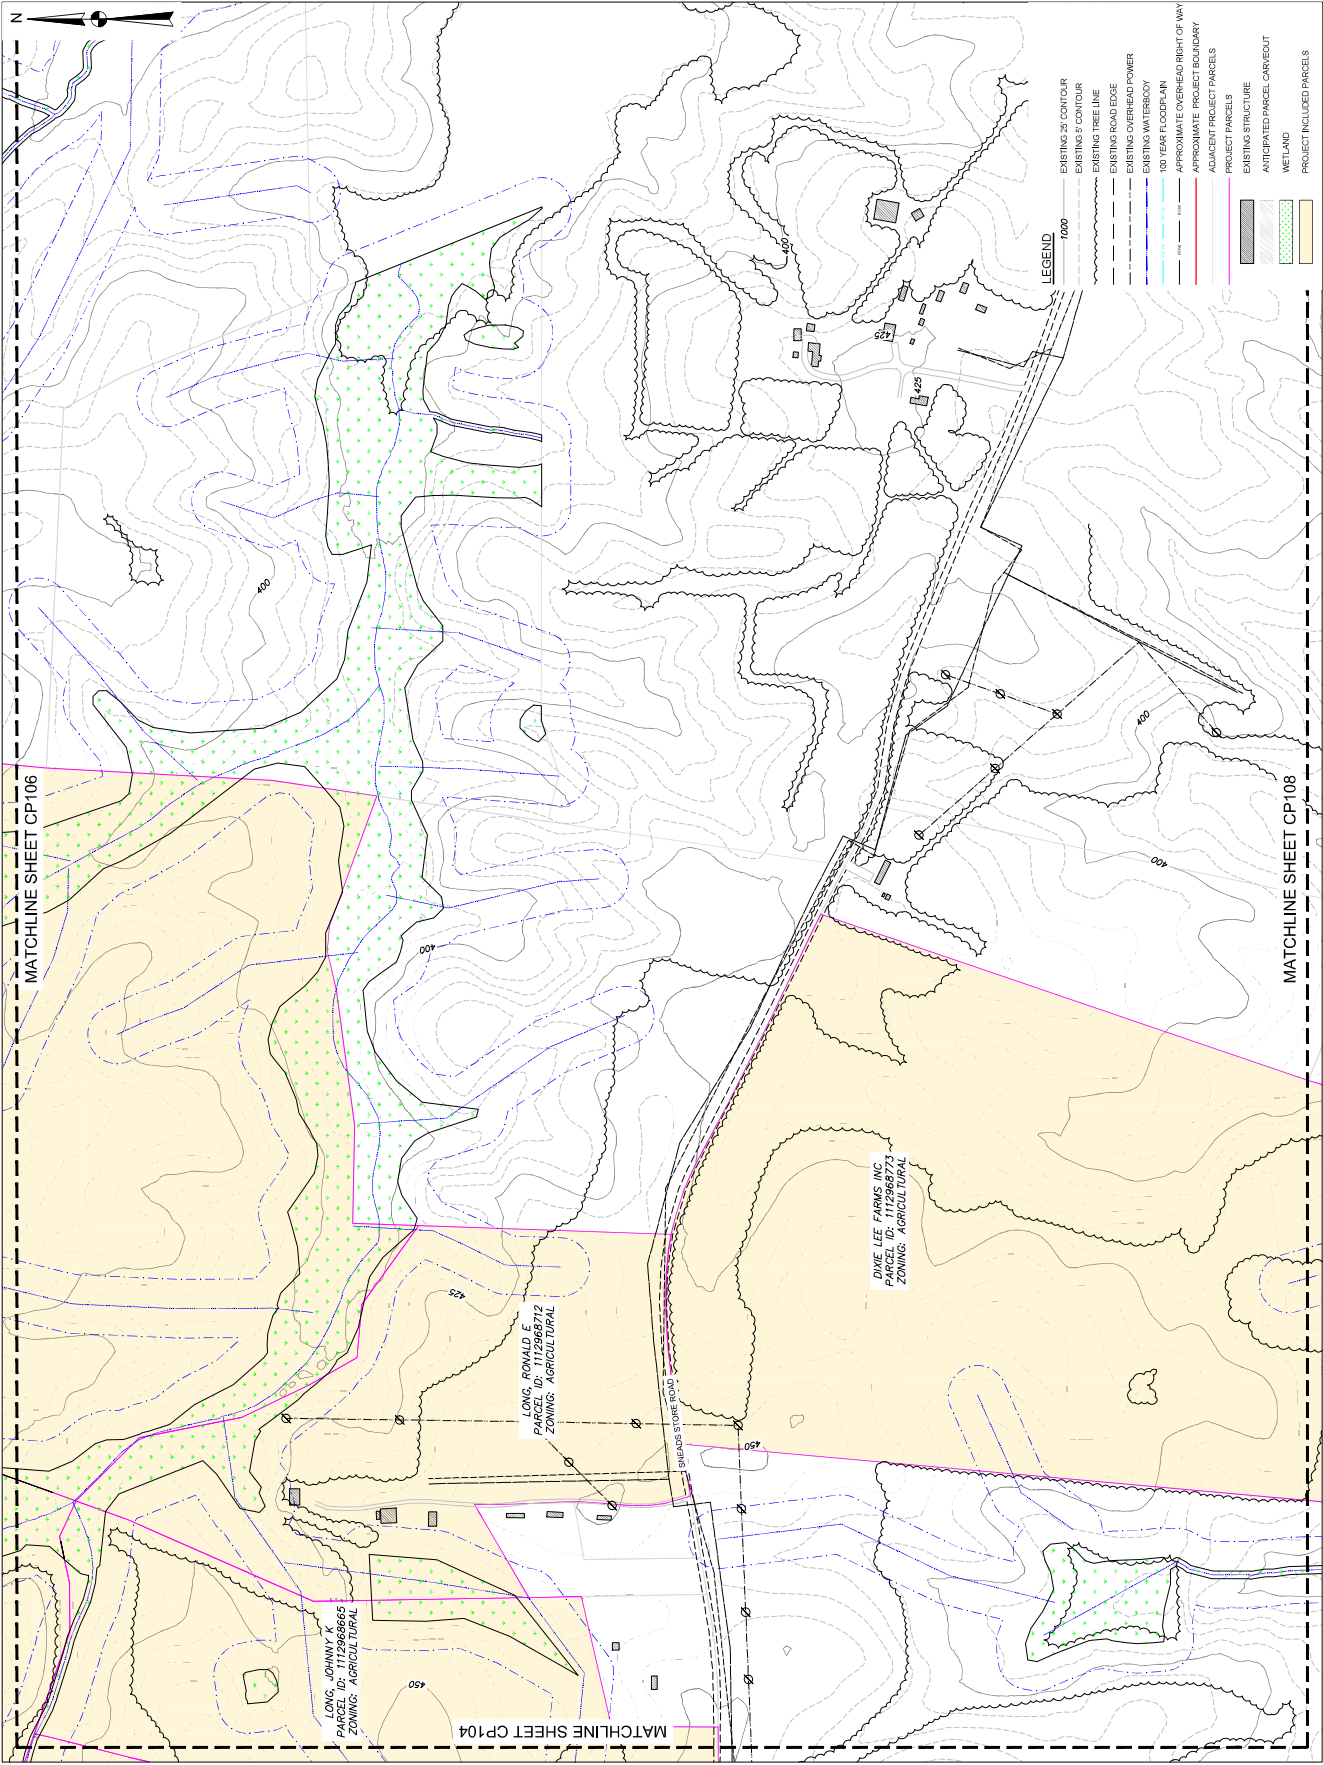 N
MATCHLINE SHEET CP106
MATCHLINE SHEET CP104
MATCHLINE SHEET CP108
LONG, JOHNNY K
PARCEL ID: 1112968665
ZONING: AGRICULTURAL
LONG, RONALD E
PARCEL ID: 1112968712
ZONING: AGRICULTURAL
DIXIE LEE FARMS INC
PARCEL ID: 1112968773
ZONING: AGRICULTURAL
SNEADS STORE ROAD
400
400
400
400
400
425
425
425
450
450
LEGEND
1000
EXISTING 25' CONTOUR
EXISTING 5' CONTOUR
EXISTING TREE LINE
EXISTING ROAD EDGE
EXISTING OVERHEAD POWER
EXISTING WATERBODY
100 YEAR FLOODPLAIN
APPROXIMATE OVERHEAD RIGHT OF WAY
APPROXIMATE PROJECT BOUNDARY
ADJACENT PROJECT PARCELS
PROJECT PARCELS
EXISTING STRUCTURE
ANTICIPATED PARCEL CARVEOUT
WETLAND
PROJECT INCLUDED PARCELS